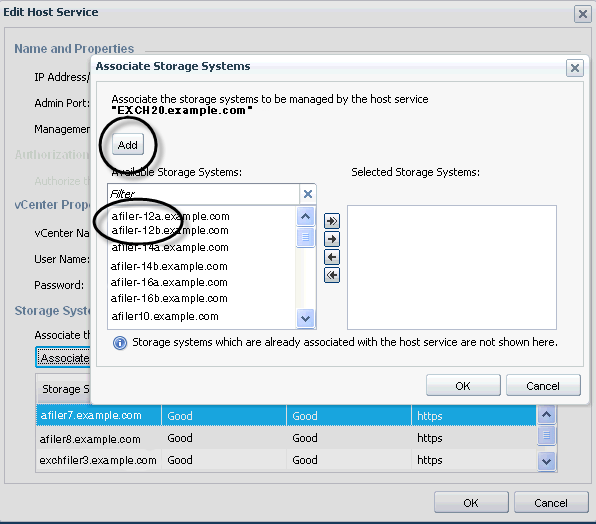 Edit Host Service
Name and Properties
Associate Storage Systems
IP Address/
Associate the storage systems to be managed by the host service
Admin Port:
"EXCH20.example.com"
Management
Add
Authorization
Authorize th
Available Storage Systems:
Selected Storage Systems:
Filter
vCenter Prope
afiler-12a.example.com
vCenter Na
afiler-12b.example.com
afiler-14a.example.com
User Name:
afiler-14b.example.com
Password:
afiler-16a.example.com
afiler-16b.example.com
Storage Syste
afiler10.example.com
Associate th
Storage systems which are already associated with the host service are not shown here.
Associate
OK Cancel
Storage S
afiler7.example.com Good Good https
afiler8.example.com Good Good https
exchfiler3.example.com Good Good https
OK Cancel